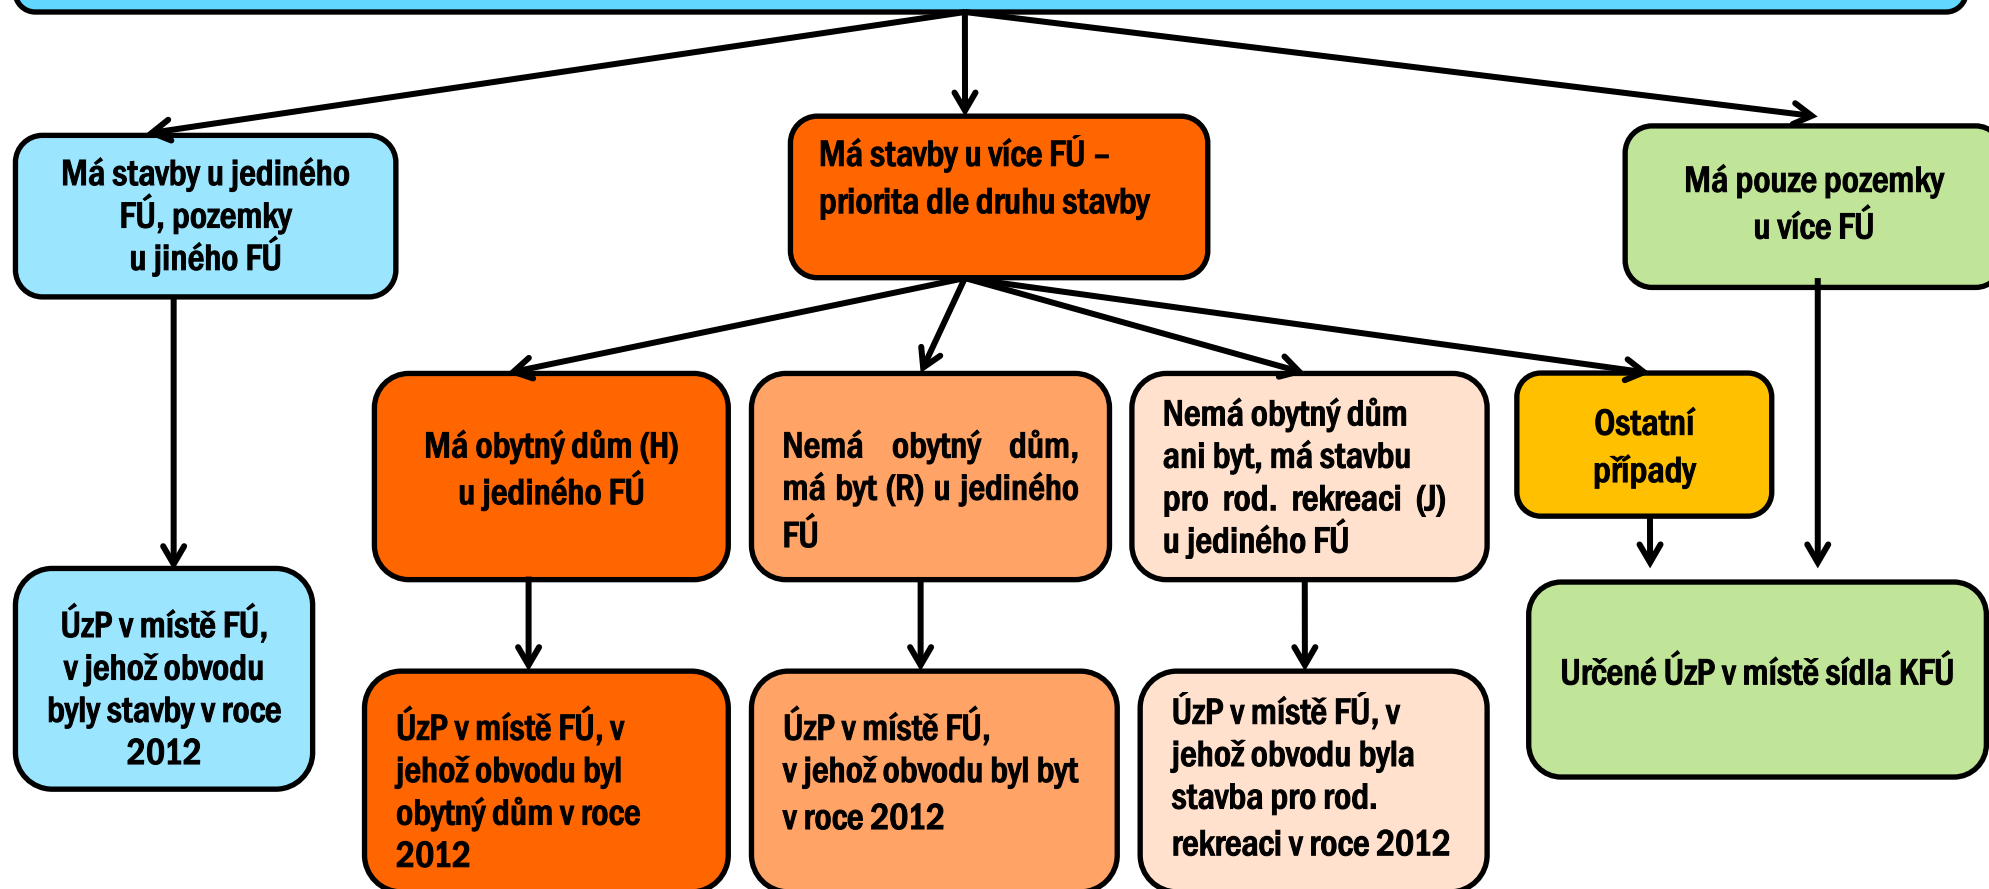 Má stavby u jediného
FÚ, pozemky
u jiného FÚ
Má stavby u více FÚ –
priorita dle druhu stavby
Má pouze pozemky
u více FÚ
Má obytný dům (H)
u jediného FÚ
Nemá obytný dům,
má byt (R) u jediného
FÚ
Nemá obytný dům
ani byt, má stavbu
pro rod. rekreaci (J)
u jediného FÚ
Ostatní
případy
ÚzP v místě FÚ,
v jehož obvodu
byly stavby v roce
2012
ÚzP v místě FÚ, v
jehož obvodu byl
obytný dům v roce
2012
ÚzP v místě FÚ,
v jehož obvodu byl byt
v roce 2012
ÚzP v místě FÚ, v
jehož obvodu byla
stavba pro rod.
rekreaci v roce 2012
Určené ÚzP v místě sídla KFÚ